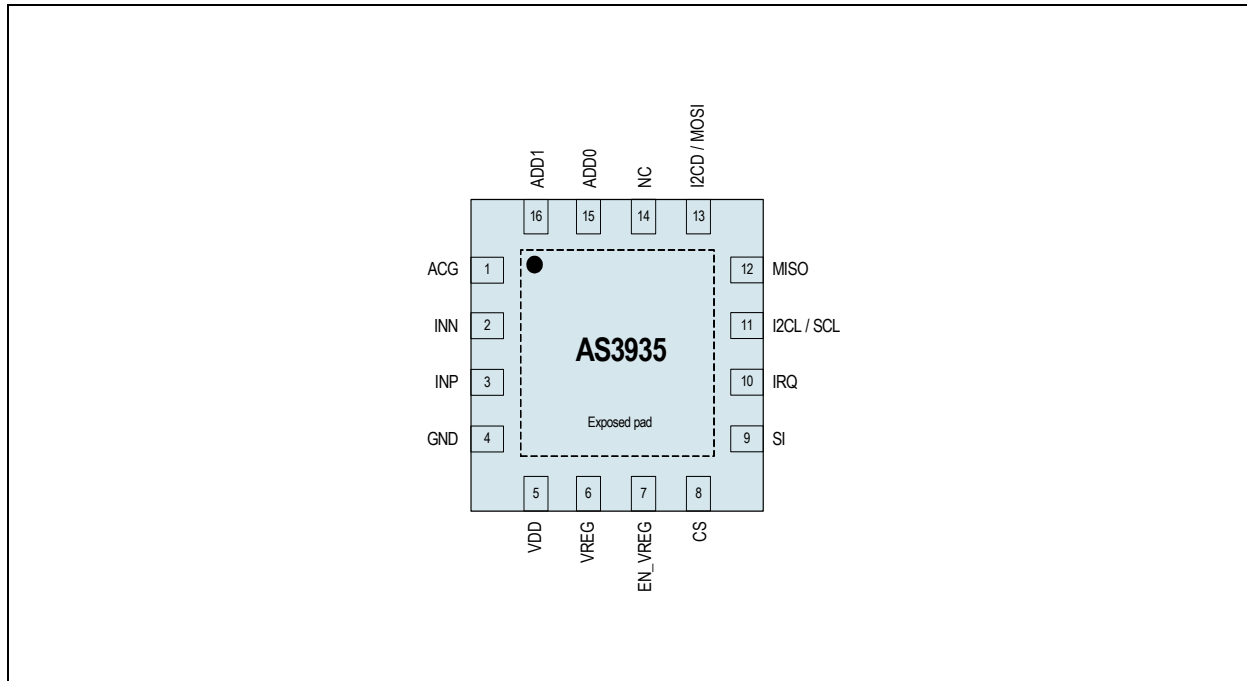 ADD1
ADD0
NC
I2CD / MOSI
16
15
14
13
ACG
1
12
MISO
INN
2
11
I2CL / SCL
AS3935
INP
3
10
IRQ
Exposed pad
GND
4
9
SI
5
6
7
8
VDD
VREG
EN_VREG
CS